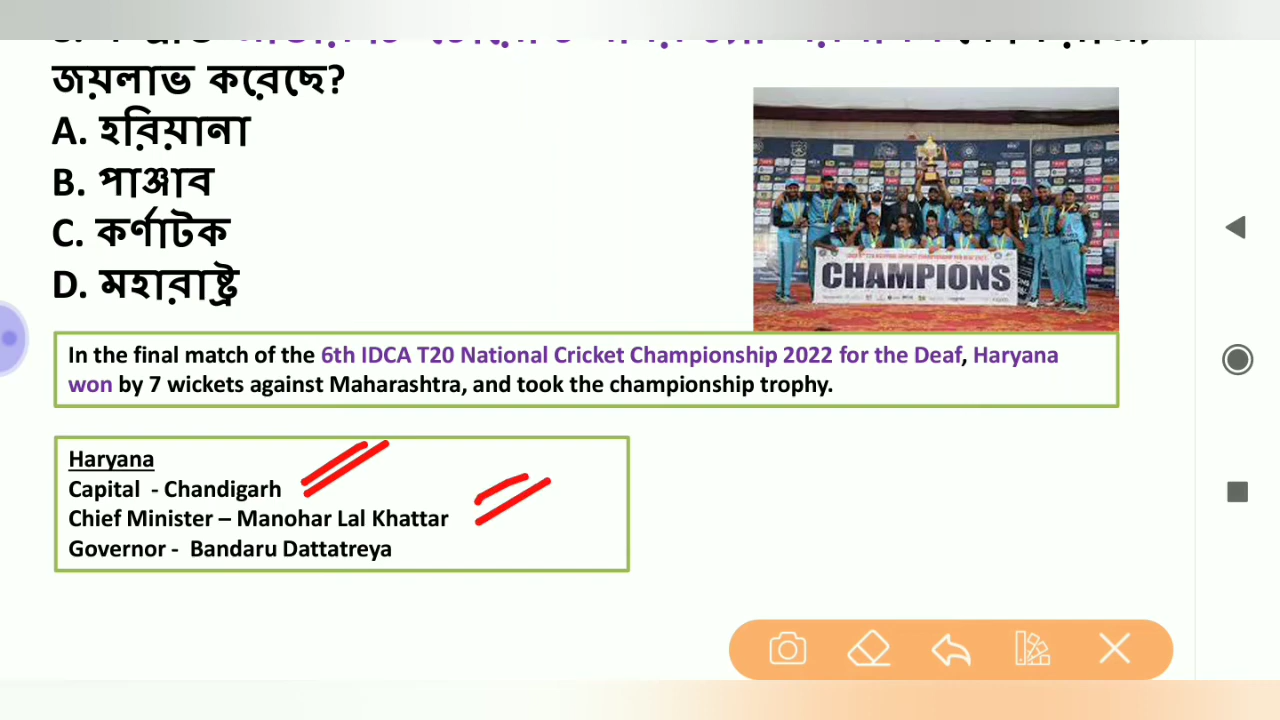 জয়লাভ করেছে?
A. হরিয়ানা
B. পাঞ্জাব
C. কর্ণাটক
D. মহারাষ্ট্র
CHAMPIONS
In the final match of the 6th IDCA T20 National Cricket Championship 2022 for the Deaf, Haryana
won by 7 wickets against Maharashtra, and took the championship trophy.
Haryana
Capital - Chandigarh
Chief Minister – Manohar Lal Khattar
Governor - Bandaru Dattatreya